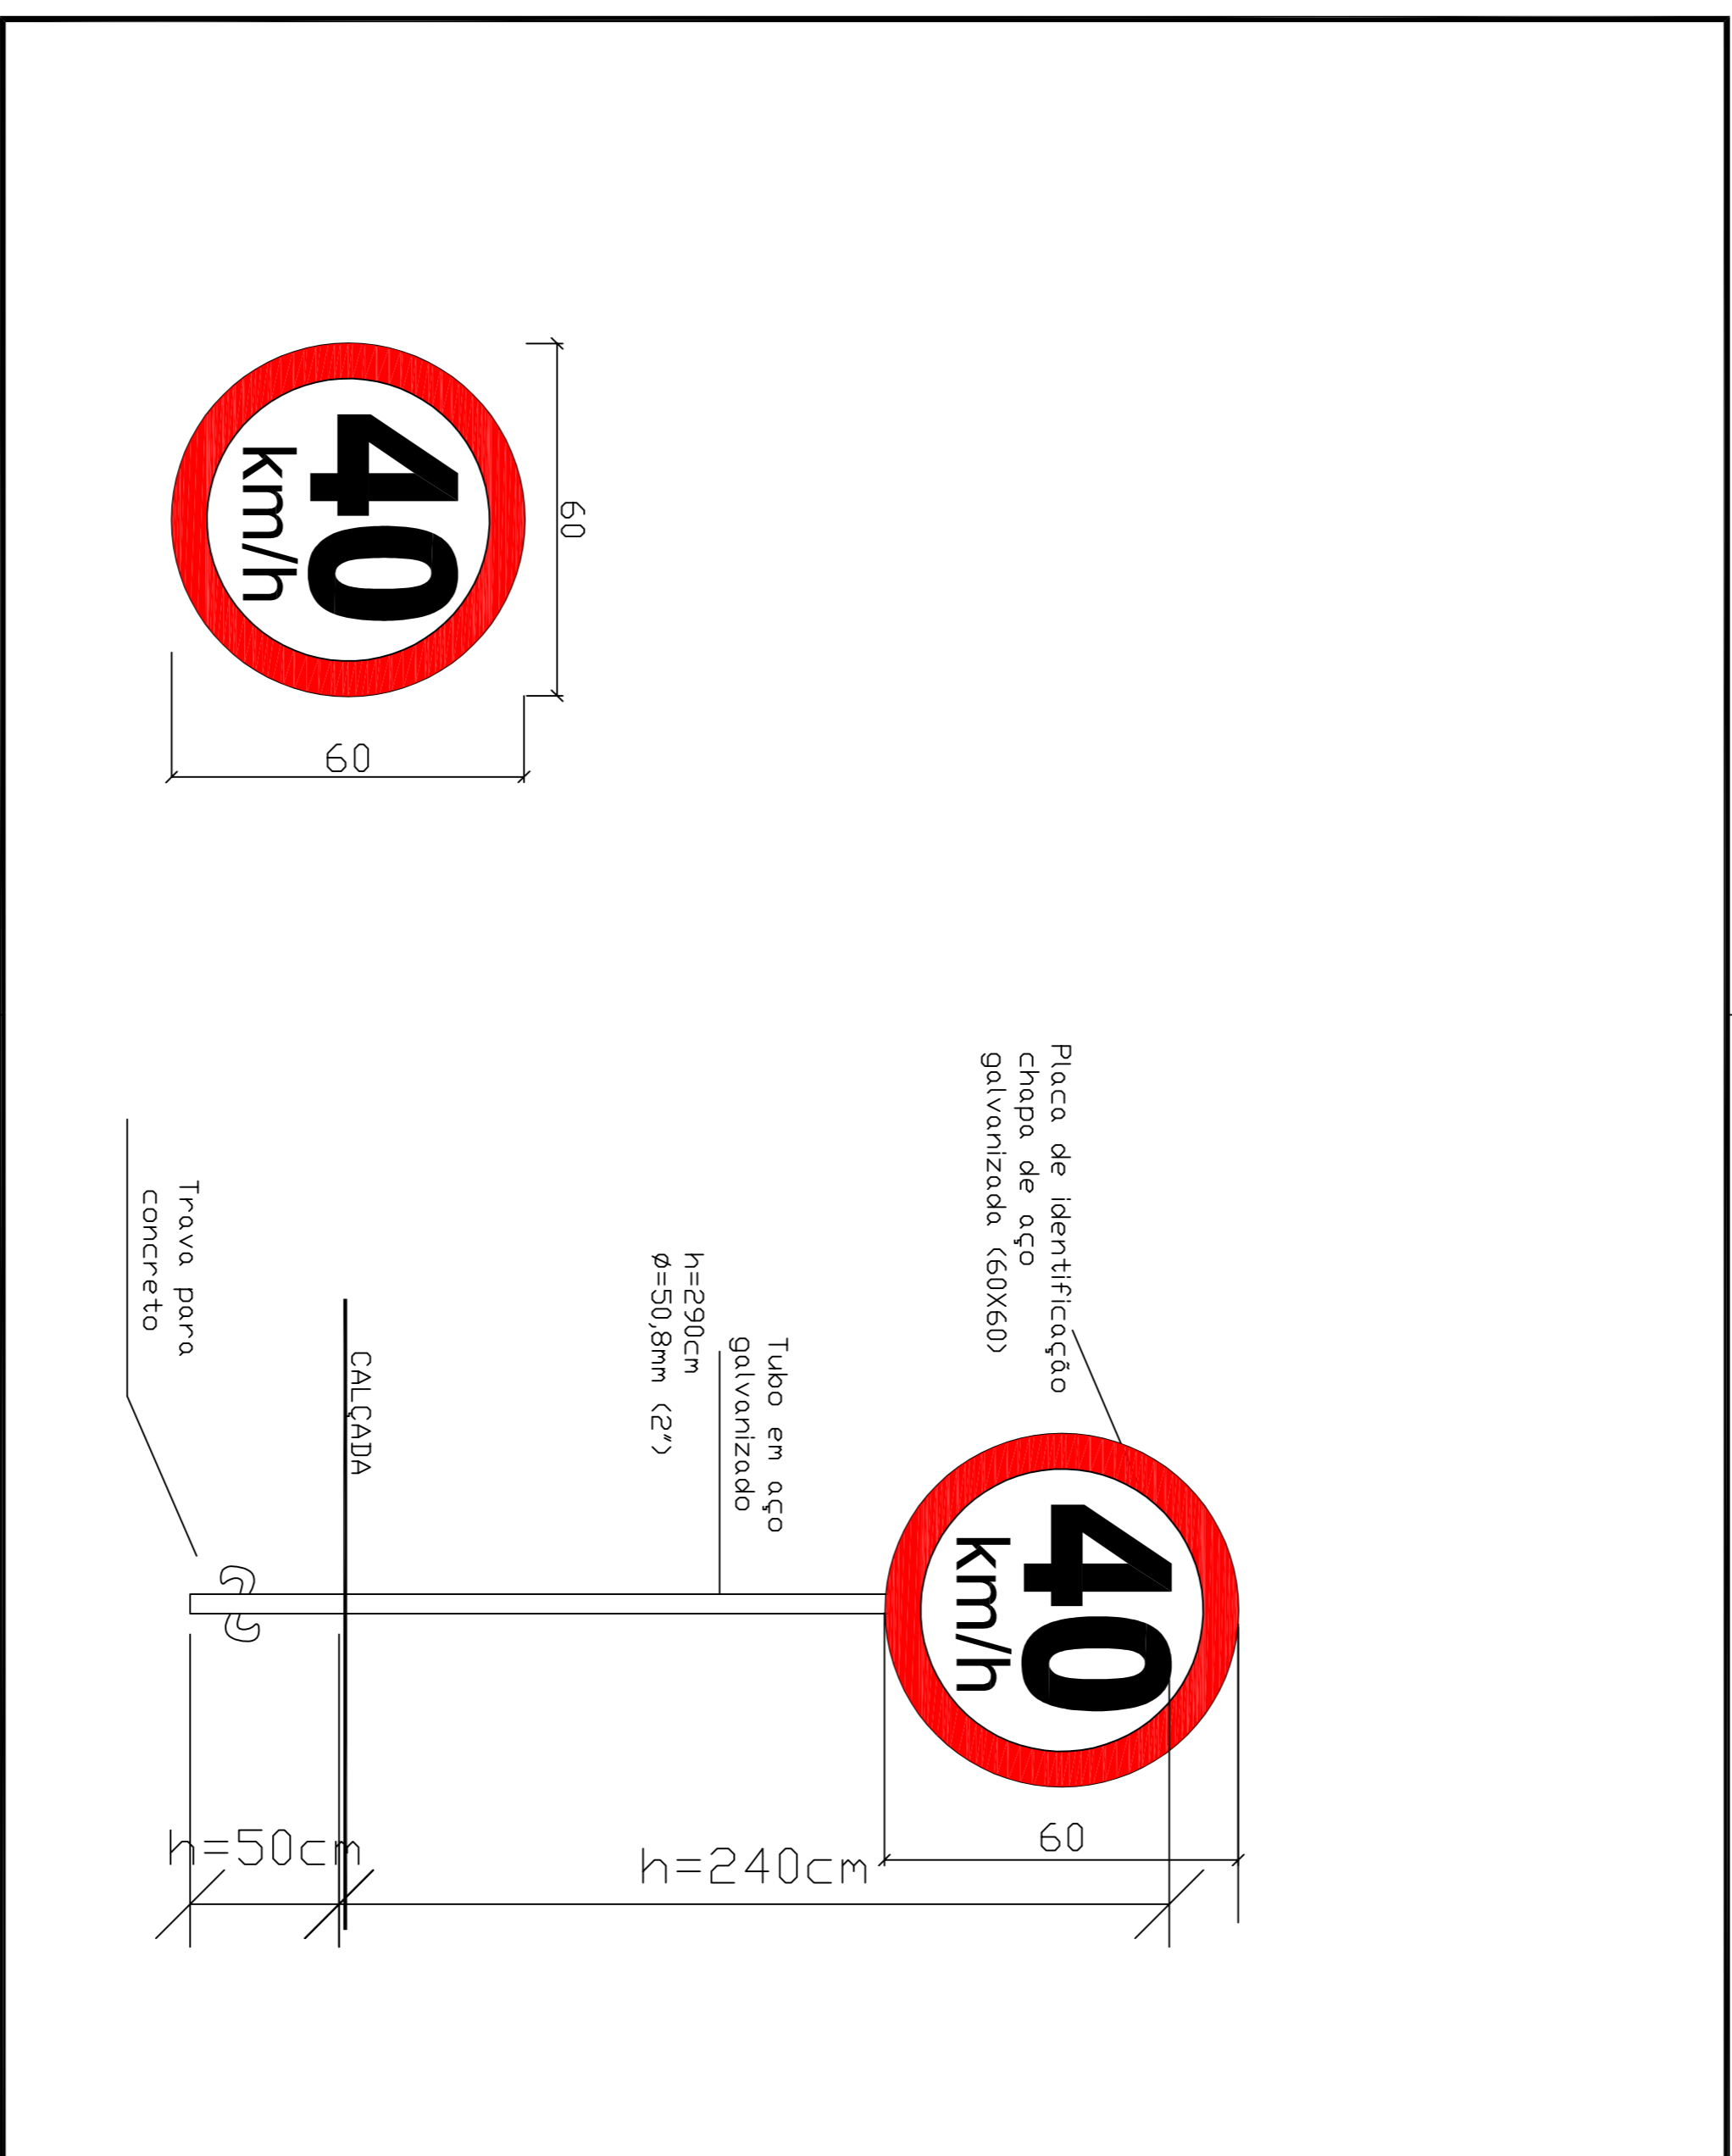 60
40
km/h
60
Placa de identificação
chapa de aço
galvanizada (60X60)
40
km/h
60
Tubo em aço
galvanizado
h=290cm
ø=50,8mm (2")
h=240cm
CALÇADA
Trava para
concreto
h=50cm